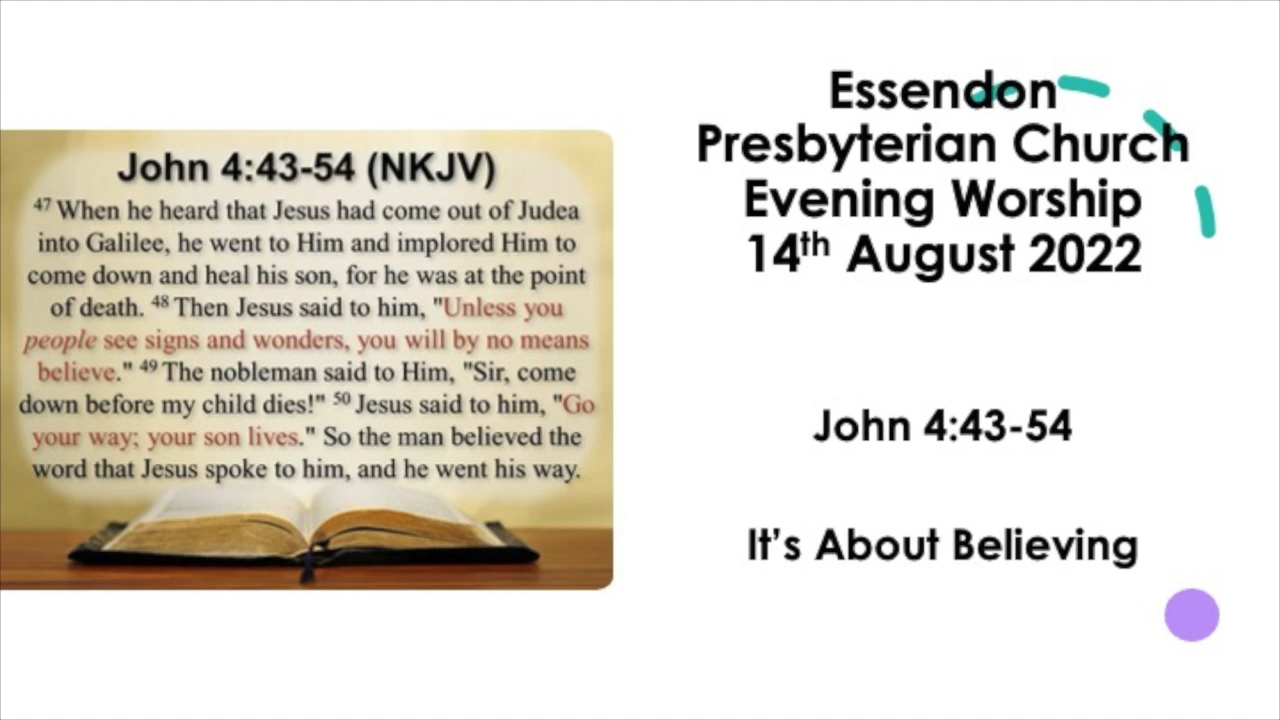 John 4:43-54 (NKJV)
47 When he heard that Jesus had come out of Judea
into Galilee, he went to Him and implored Him to
come down and heal his son, for he was at the point
of death. 48 Then Jesus said to him, "Unless you
people see signs and wonders, you will by no means
believe." 49 The nobleman said to Him, "Sir, come
down before my child dies!" 50 Jesus said to him, "Go
your way; your son lives." So the man believed the
word that Jesus spoke to him, and he went his way.
Essendon
Presbyterian Church
Evening Worship
14th August 2022
John 4:43-54
It's About Believing